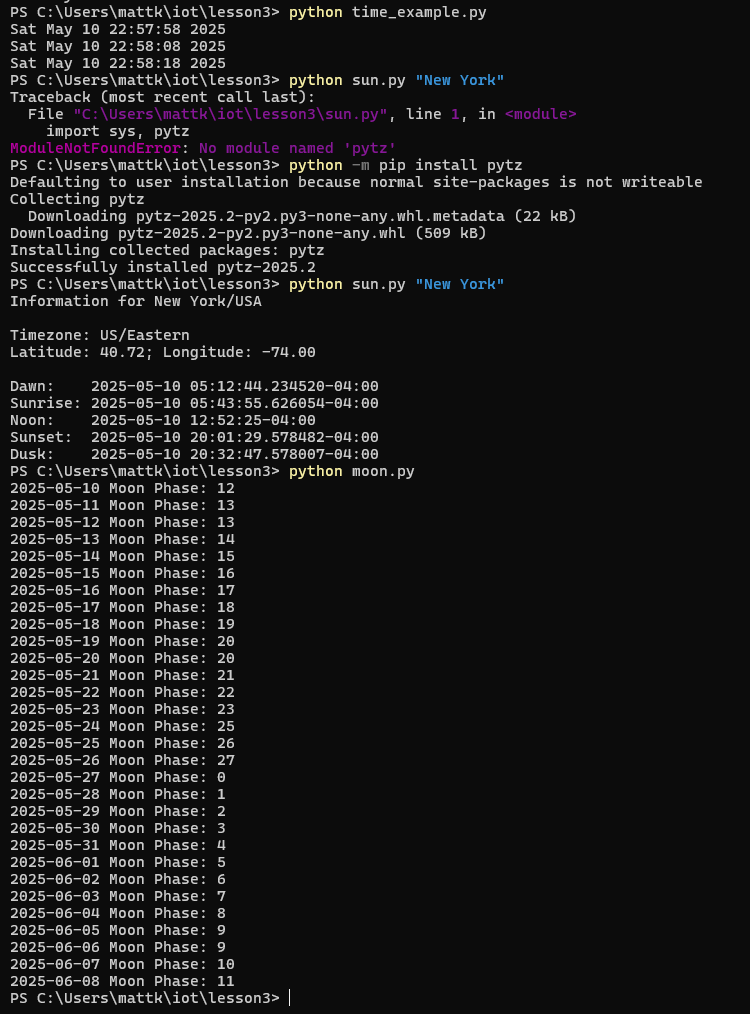 PS C:\Users\mattk\iot\lesson3> python time_example.py
Sat May 10 22:57:58 2025
Sat May 10 22:58:08 2025
Sat May 10 22:58:18 2025
PS C:\Users\mattk\iot\lesson3> python sun.py "New York"
Traceback (most recent call last):
  File "C:\Users\mattk\iot\lesson3\sun.py", line 1, in <module>
    import sys, pytz
ModuleNotFoundError: No module named 'pytz'
PS C:\Users\mattk\iot\lesson3> python -m pip install pytz
Defaulting to user installation because normal site-packages is not writeable
Collecting pytz
  Downloading pytz-2025.2-py2.py3-none-any.whl.metadata (22 kB)
Downloading pytz-2025.2-py2.py3-none-any.whl (509 kB)
Installing collected packages: pytz
Successfully installed pytz-2025.2
PS C:\Users\mattk\iot\lesson3> python sun.py "New York"
Information for New York/USA

Timezone: US/Eastern
Latitude: 40.72; Longitude: -74.00

Dawn:    2025-05-10 05:12:44.234520-04:00
Sunrise: 2025-05-10 05:43:55.626054-04:00
Noon:    2025-05-10 12:52:25-04:00
Sunset:  2025-05-10 20:01:29.578482-04:00
Dusk:    2025-05-10 20:32:47.578007-04:00
PS C:\Users\mattk\iot\lesson3> python moon.py
2025-05-10 Moon Phase: 12
2025-05-11 Moon Phase: 13
2025-05-12 Moon Phase: 13
2025-05-13 Moon Phase: 14
2025-05-14 Moon Phase: 15
2025-05-15 Moon Phase: 16
2025-05-16 Moon Phase: 17
2025-05-17 Moon Phase: 18
2025-05-18 Moon Phase: 19
2025-05-19 Moon Phase: 20
2025-05-20 Moon Phase: 20
2025-05-21 Moon Phase: 21
2025-05-22 Moon Phase: 22
2025-05-23 Moon Phase: 23
2025-05-24 Moon Phase: 25
2025-05-25 Moon Phase: 26
2025-05-26 Moon Phase: 27
2025-05-27 Moon Phase: 0
2025-05-28 Moon Phase: 1
2025-05-29 Moon Phase: 2
2025-05-30 Moon Phase: 3
2025-05-31 Moon Phase: 4
2025-06-01 Moon Phase: 5
2025-06-02 Moon Phase: 6
2025-06-03 Moon Phase: 7
2025-06-04 Moon Phase: 8
2025-06-05 Moon Phase: 9
2025-06-06 Moon Phase: 9
2025-06-07 Moon Phase: 10
2025-06-08 Moon Phase: 11
PS C:\Users\mattk\iot\lesson3>